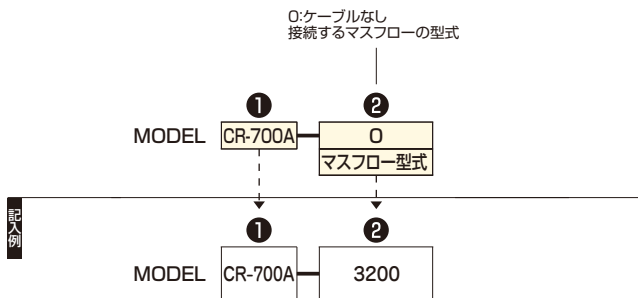 O:ケーブルなし
接続するマスフローの型式
❶ ❷
MODEL CR-700A O
マスフロー型式
記入例
❶ ❷
MODEL CR-700A 3200